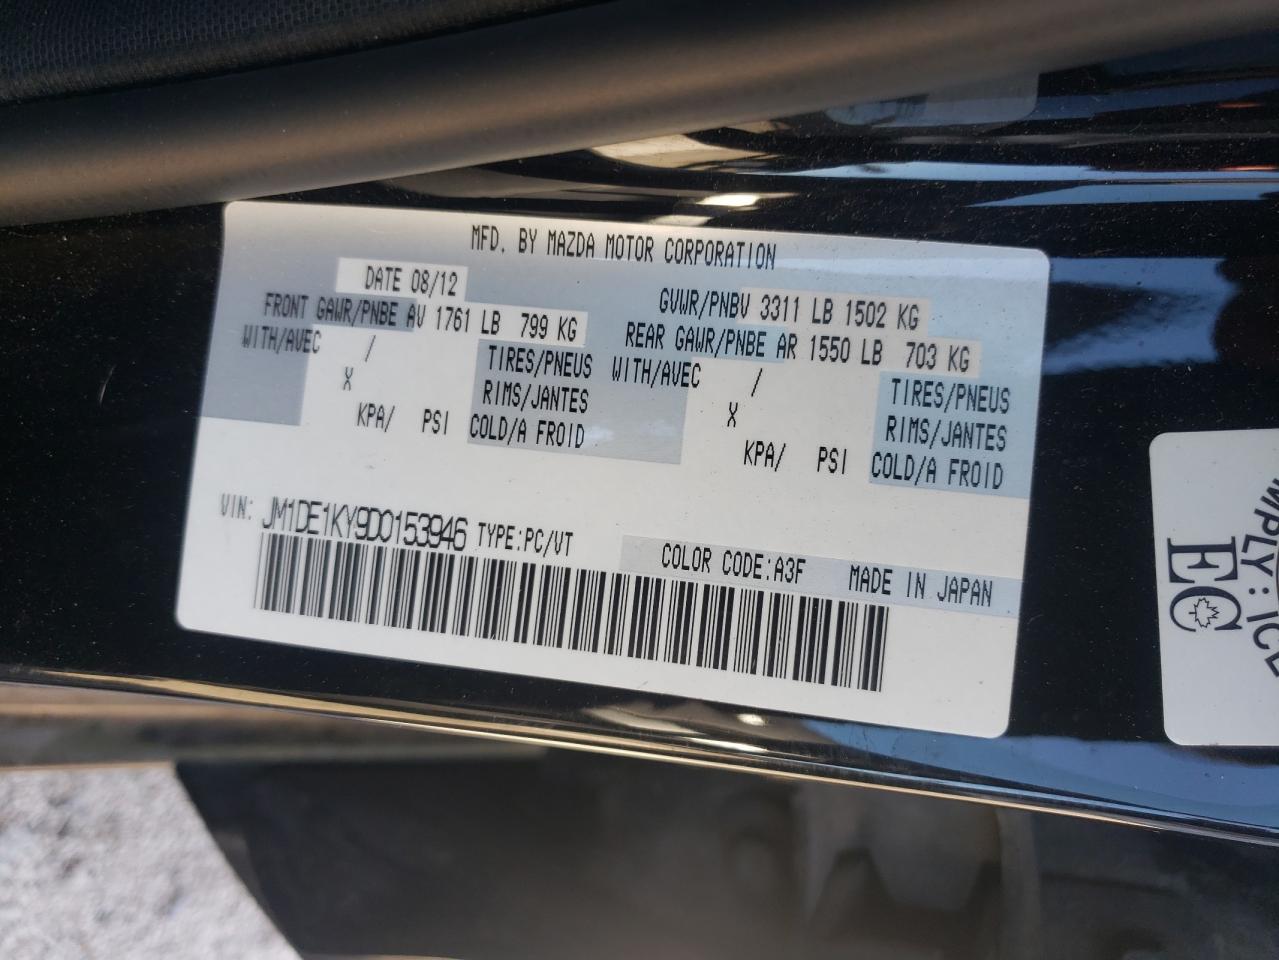 MFD. BY MAZDA MOTOR CORPORATION
DATE 08/12
GVWR/PNBV 3311 LB 1502 KG
FRONT GAWR/PNBE AV 1761 LB 799 KG
REAR GAWR/PNBE AR 1550 LB 703 KG
WITH/AVEC / TIRES/PNEUS
WITH/AVEC / TIRES/PNEUS
X RIMS/JANTES
X RIMS/JANTES
KPA/ PSI COLD/A FROID
KPA/ PSI COLD/A FROID
VIN: JM1DE1KY9D0153946 TYPE:PC/VT
COLOR CODE:A3F MADE IN JAPAN
EC